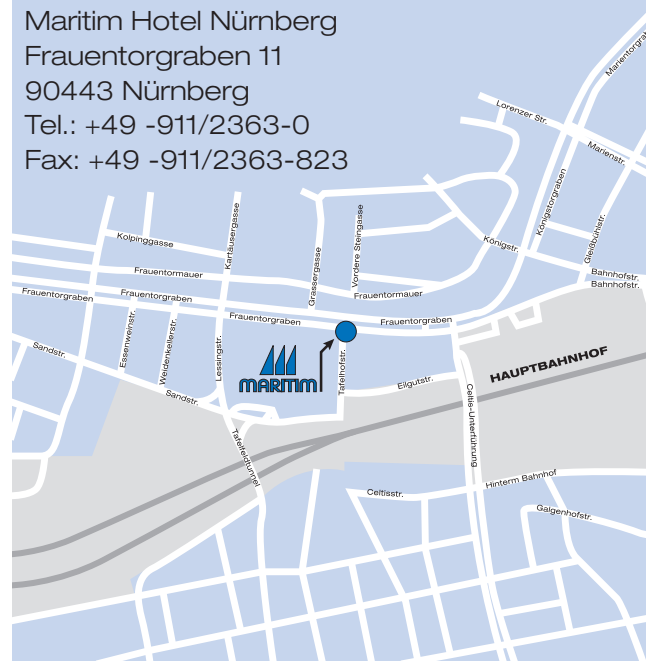 Maritim Hotel Nürnberg
Frauentorgraben 11
90443 Nürnberg
Tel.: +49 -911/2363-0
Fax: +49 -911/2363-823
Marientorgra
Lorenzer Str.
Marienstr.
Königstorgraben
Gleißbühlstr.
Königstr.
Bahnhofstr.
Bahnhofstr.
Kolpinggasse
Kartäusergasse
Grassergasse
Vordere Steingasse
Frauentormauer
Frauentormauer
Frauentorgraben
Frauentorgraben
Frauentorgraben
Frauentorgraben
Sandstr.
Essenweinstr.
Weidenkellerstr.
Lessingstr.
Tafelhofstr.
MARITIM
HAUPTBAHNHOF
Eilgutstr.
Sandstr.
Celtis-Unterführung
Tafelfeldtunnel
Hinterm Bahnhof
Celtisstr.
Galgenhofstr.